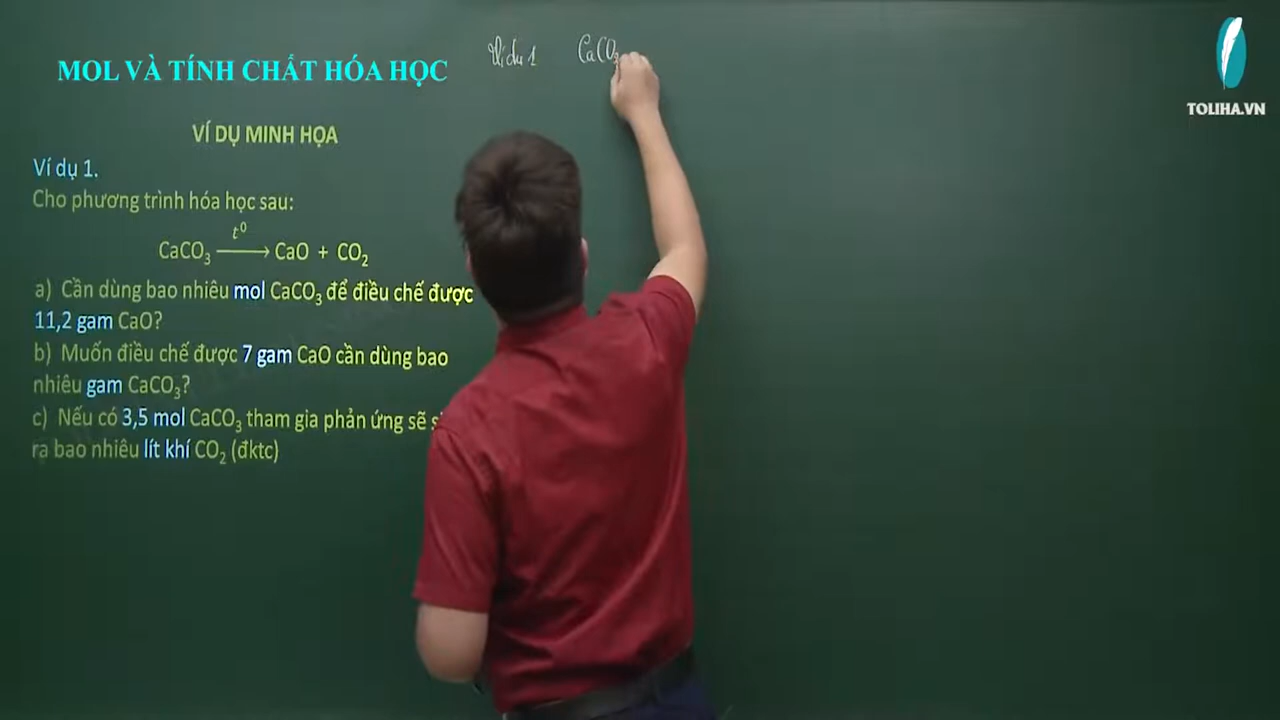 MOL VÀ TÍNH CHẤT HÓA HỌC
VÍ DỤ MINH HỌA
Ví dụ 1.
Cho phương trình hóa học sau:
CaCO₃ —t⁰→ CaO + CO₂
a) Cần dùng bao nhiêu mol CaCO₃ để điều chế được
11,2 gam CaO?
b) Muốn điều chế được 7 gam CaO cần dùng bao
nhiêu gam CaCO₃?
c) Nếu có 3,5 mol CaCO₃ tham gia phản ứng sẽ
ra bao nhiêu lít khí CO₂ (đktc)
Ví dụ 1 CaCO₃
TOLIHA.VN